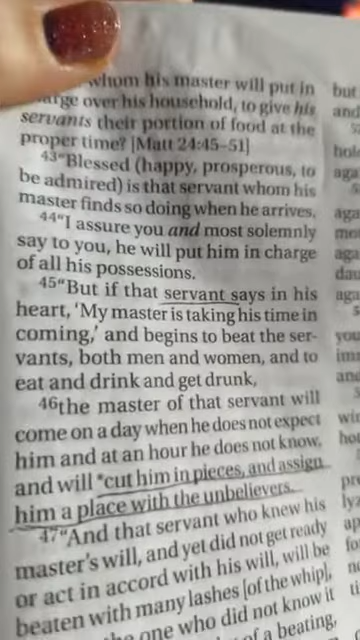 whom his master will put in
over his household, to give his
servants their portion of food at the
proper time? [Matt 24:45–51]
43“Blessed (happy, prosperous, to
be admired) is that servant whom his
master finds so doing when he arrives.
44“I assure you and most solemnly
say to you, he will put him in charge
of all his possessions.
45“But if that servant says in his
heart, ‘My master is taking his time in
coming,’ and begins to beat the ser-
vants, both men and women, and to
eat and drink and get drunk,
46the master of that servant will
come on a day when he does not expect
him and at an hour he does not know,
and will *cut him in pieces, and assign
him a place with the unbelievers.
47“And that servant who knew his
master’s will, and yet did not get ready
or act in accord with his will, will be
beaten with many lashes [of the whip],
one who did not know it
of a beating,
but
and